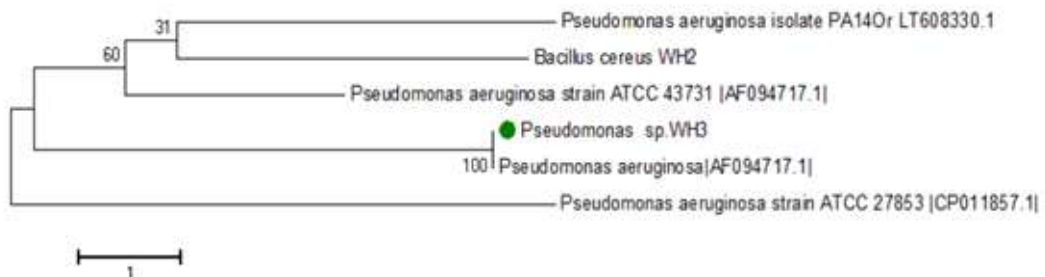 Pseudomonas aeruginosa isolate PA14Or LT608330.1
31
Bacillus cereus WH2
60
Pseudomonas aeruginosa strain ATCC 43731 |AF094717.1|
Pseudomonas sp.WH3
100 Pseudomonas aeruginosa|AF094717.1|
Pseudomonas aeruginosa strain ATCC 27853 |CP011857.1|
1